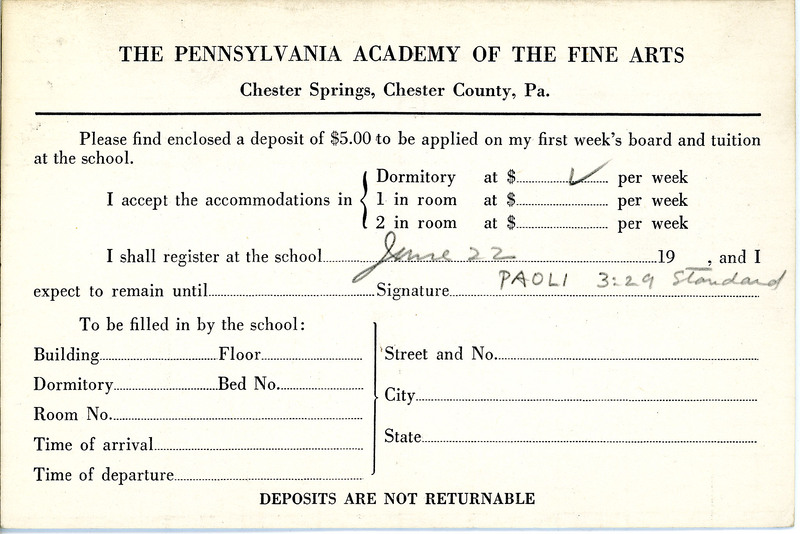 THE PENNSYLVANIA ACADEMY OF THE FINE ARTS
Chester Springs, Chester County, Pa.
Please find enclosed a deposit of $5.00 to be applied on my first week's board and tuition
at the school.
I accept the accommodations in
Dormitory at $ ✓ per week
1 in room at $ per week
2 in room at $ per week
I shall register at the school June 22 19 , and I
expect to remain until Signature PAOLI 3:29 Standard
To be filled in by the school:
Building Floor
Dormitory Bed No.
Room No.
Time of arrival
Time of departure
Street and No.
City
State
DEPOSITS ARE NOT RETURNABLE